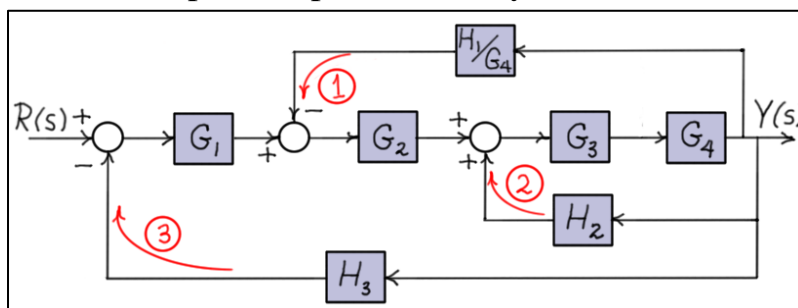 H₁/G₄
①
R(s) + - G₁ + - G₂ + + G₃ G₄ Y(s)
②
H₂
③
H₃